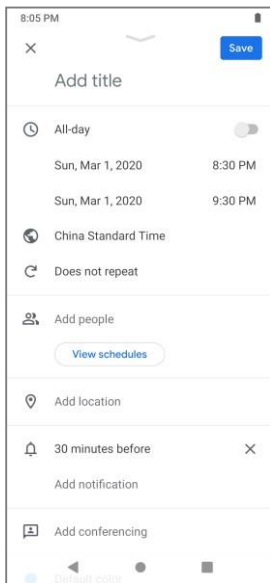 8:05 PM
Save
Add title
All-day
Sun, Mar 1, 2020 8:30 PM
Sun, Mar 1, 2020 9:30 PM
China Standard Time
Does not repeat
Add people
View schedules
Add location
30 minutes before
Add notification
Add conferencing
Default color